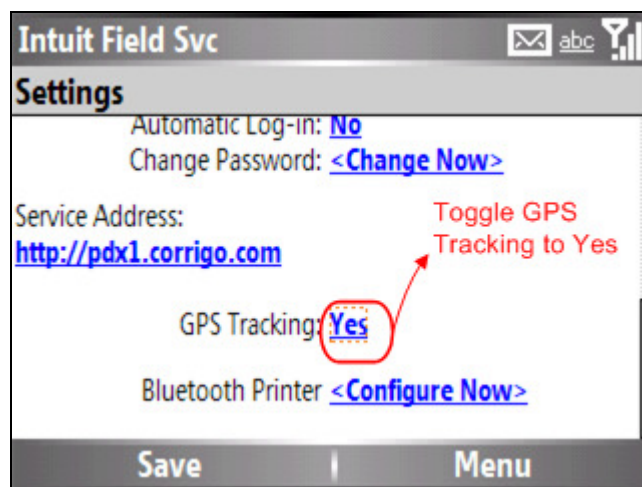 Intuit Field Svc abc
Settings
Automatic Log-in: No
Change Password: <Change Now>
Service Address:
http://pdx1.corrigo.com
Toggle GPS
Tracking to Yes
GPS Tracking: Yes
Bluetooth Printer <Configure Now>
Save Menu